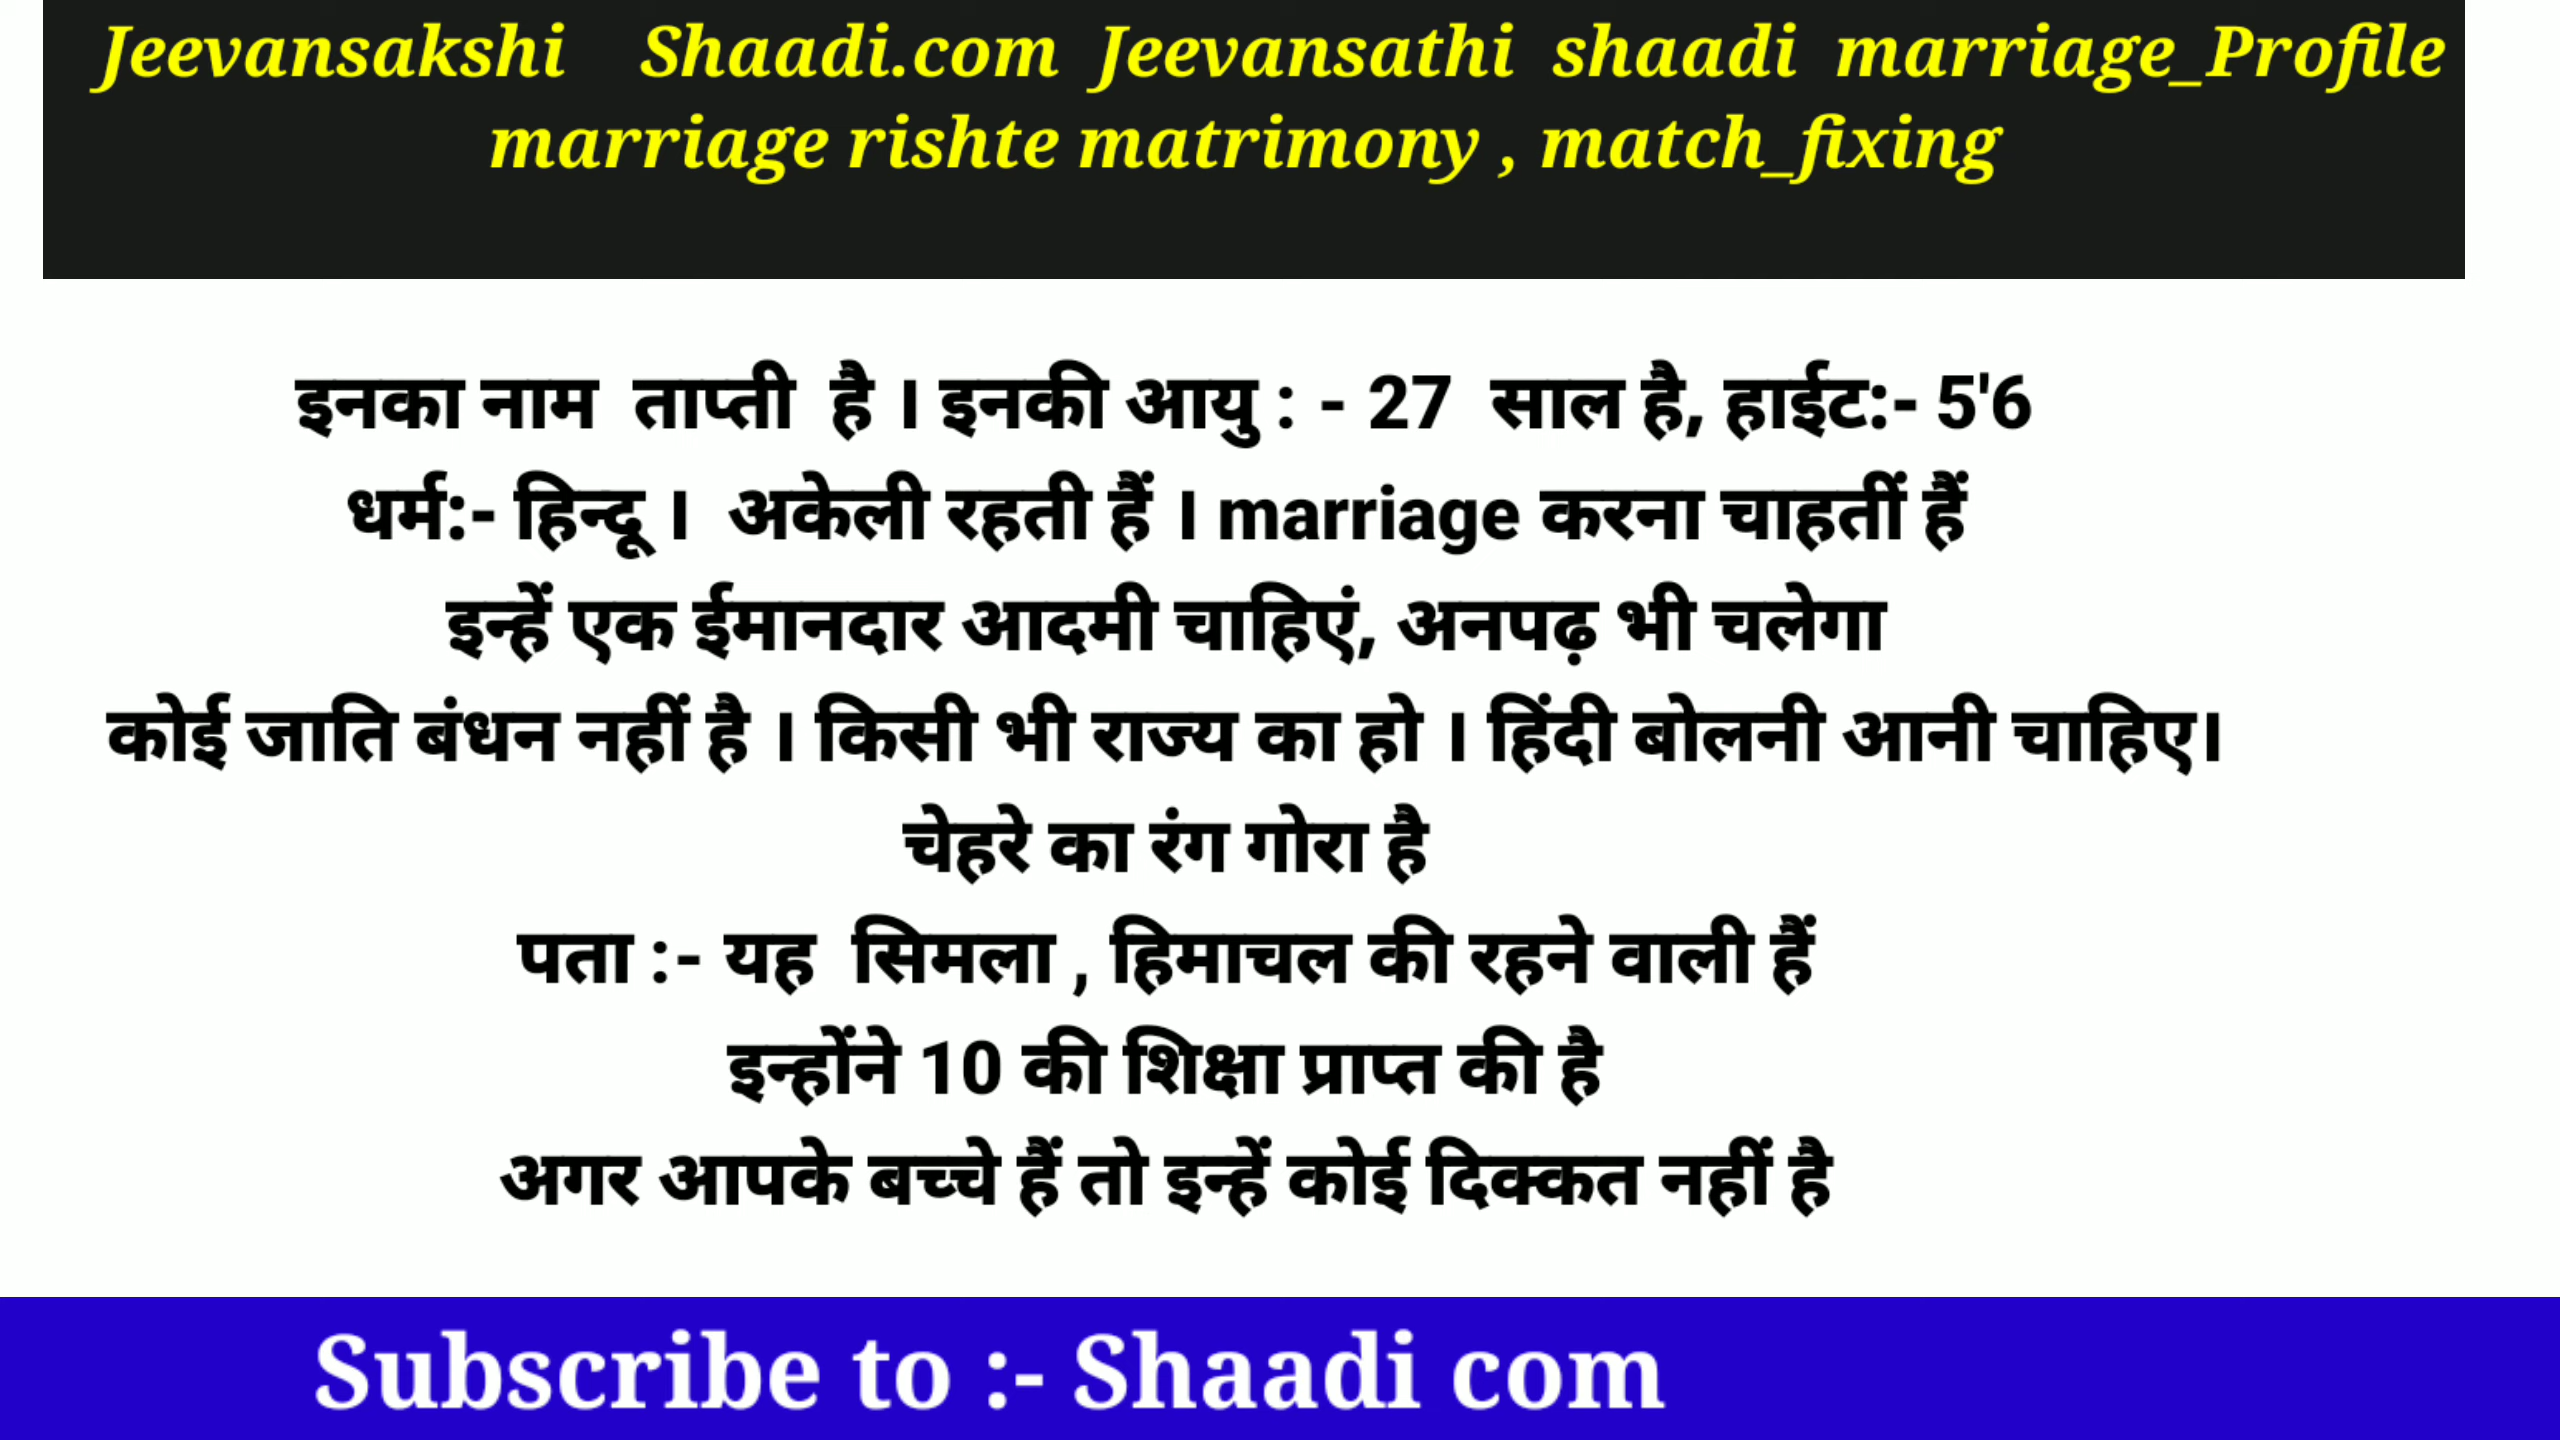 Jeevansakshi Shaadi.com Jeevansathi shaadi marriage_Profile
marriage rishte matrimony , match_fixing
इनका नाम ताप्ती है । इनकी आयु : - 27 साल है, हाईट:- 5'6
धर्म:- हिन्दू । अकेली रहती हैं । marriage करना चाहतीं हैं
इन्हें एक ईमानदार आदमी चाहिएं, अनपढ़ भी चलेगा
कोई जाति बंधन नहीं है । किसी भी राज्य का हो । हिंदी बोलनी आनी चाहिए।
चेहरे का रंग गोरा है
पता :- यह सिमला , हिमाचल की रहने वाली हैं
इन्होंने 10 की शिक्षा प्राप्त की है
अगर आपके बच्चे हैं तो इन्हें कोई दिक्कत नहीं है
Subscribe to :- Shaadi com